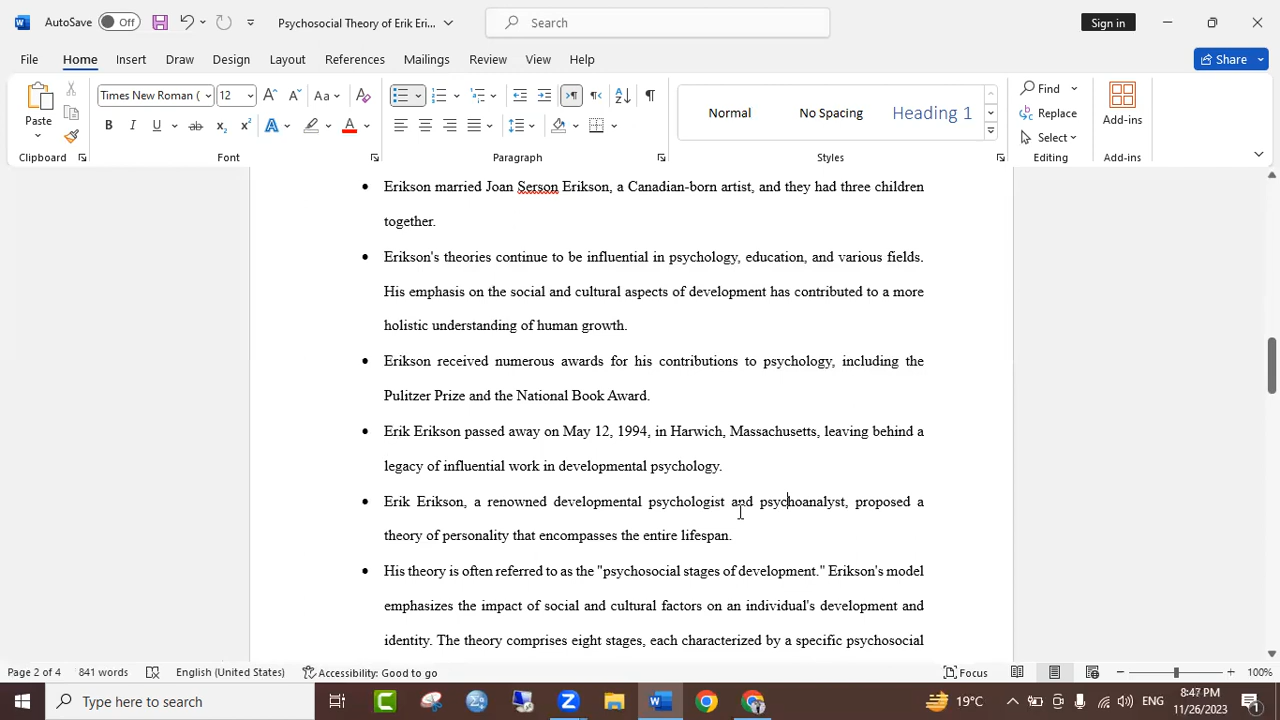 AutoSave Off Psychosocial Theory of Erik Eri... Search Sign in
File Home Insert Draw Design Layout References Mailings Review View Help Share
Times New Roman ( 12 Aa Find
Paste Normal No Spacing Heading 1 Replace Add-ins
B I U ab x2 x2 A A Select
Clipboard Font Paragraph Styles Editing Add-ins
• Erikson married Joan Serson Erikson, a Canadian-born artist, and they had three children
together.
• Erikson's theories continue to be influential in psychology, education, and various fields.
His emphasis on the social and cultural aspects of development has contributed to a more
holistic understanding of human growth.
• Erikson received numerous awards for his contributions to psychology, including the
Pulitzer Prize and the National Book Award.
• Erik Erikson passed away on May 12, 1994, in Harwich, Massachusetts, leaving behind a
legacy of influential work in developmental psychology.
• Erik Erikson, a renowned developmental psychologist and psychoanalyst, proposed a
theory of personality that encompasses the entire lifespan.
• His theory is often referred to as the "psychosocial stages of development." Erikson's model
emphasizes the impact of social and cultural factors on an individual's development and
identity. The theory comprises eight stages, each characterized by a specific psychosocial
Page 2 of 4 841 words English (United States) Accessibility: Good to go Focus 100%
Type here to search 19°C ENG 8:47 PM
11/26/2023